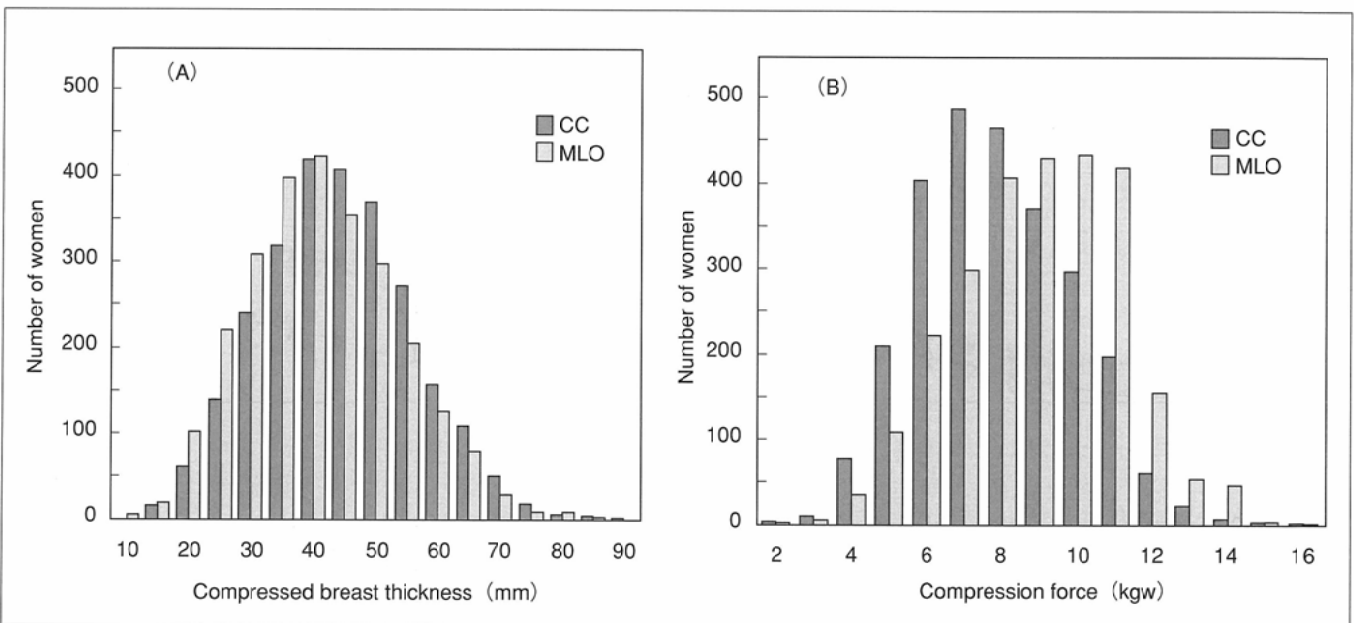 (A)
Number of women
500
400
300
200
100
0
CC
MLO
10 20 30 40 50 60 70 80 90
Compressed breast thickness (mm)
(B)
Number of women
500
400
300
200
100
0
CC
MLO
2 4 6 8 10 12 14 16
Compression force (kgw)